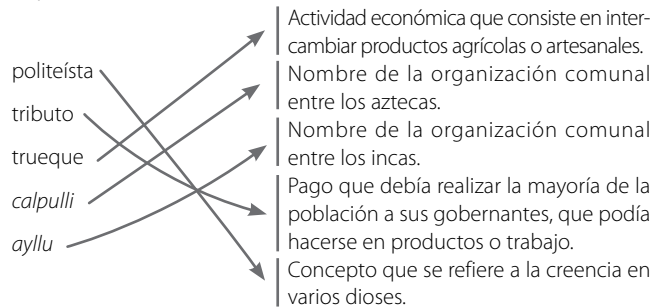 politeísta
tributo
trueque
calpulli
ayllu
Actividad económica que consiste en inter-
cambiar productos agrícolas o artesanales.
Nombre de la organización comunal
entre los aztecas.
Nombre de la organización comunal
entre los incas.
Pago que debía realizar la mayoría de la
población a sus gobernantes, que podía
hacerse en productos o trabajo.
Concepto que se refiere a la creencia en
varios dioses.